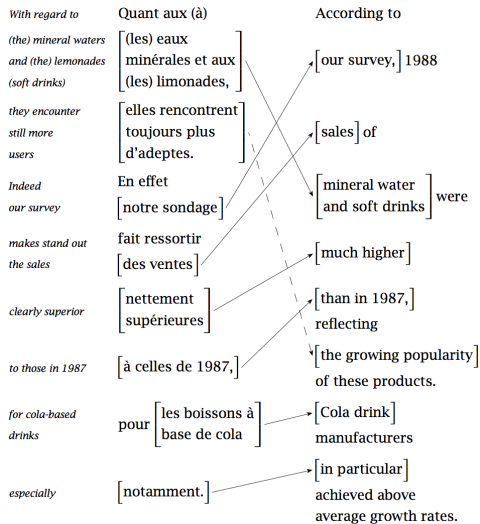 With regard to
(the) mineral waters
and (the) lemonades
(soft drinks)
they encounter
still more
users
Indeed
our survey
makes stand out
the sales
clearly superior
to those in 1987
for cola-based
drinks
especially
Quant aux (à)
[(les) eaux
minérales et aux
(les) limonades,]
[elles rencontrent
toujours plus
d'adeptes.]
En effet
[notre sondage]
fait ressortir
[des ventes]
[nettement
supérieures]
[à celles de 1987,]
pour [les boissons à
base de cola]
[notamment.]
According to
[our survey,] 1988
[sales] of
[mineral water
and soft drinks] were
[much higher]
[than in 1987,]
reflecting
[the growing popularity]
of these products.
[Cola drink]
manufacturers
[in particular]
achieved above
average growth rates.